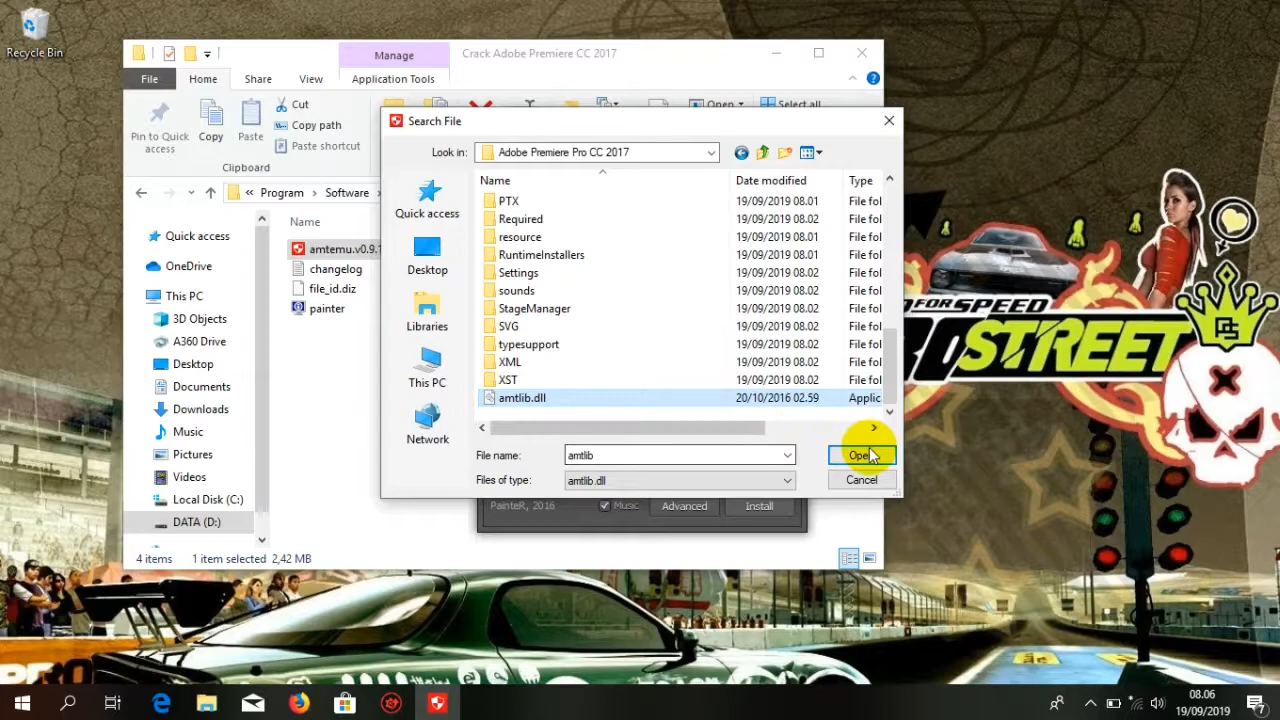 Recycle Bin
Manage
Crack Adobe Premiere CC 2017
File
Home
Share
View
Application Tools
Pin to Quick access
Copy
Paste
Cut
Copy path
Paste shortcut
Clipboard
Open
Select all
« Program > Software >
Name
Quick access
OneDrive
This PC
3D Objects
A360 Drive
Desktop
Documents
Downloads
Music
Pictures
Videos
Local Disk (C:)
DATA (D:)
amtemu.v0.9.1
changelog
file_id.diz
painter
4 items
1 item selected 2,42 MB
Search File
Look in:
Adobe Premiere Pro CC 2017
Quick access
Desktop
Libraries
This PC
Network
Name Date modified Type
PTX 19/09/2019 08.01 File fol
Required 19/09/2019 08.02 File fol
resource 19/09/2019 08.01 File fol
RuntimeInstallers 19/09/2019 08.01 File fol
Settings 19/09/2019 08.02 File fol
sounds 19/09/2019 08.02 File fol
StageManager 19/09/2019 08.02 File fol
SVG 19/09/2019 08.02 File fol
typesupport 19/09/2019 08.02 File fol
XML 19/09/2019 08.02 File fol
XST 19/09/2019 08.02 File fol
amtlib.dll 20/10/2016 02.59 Applic
File name: amtlib
Open
Files of type: amtlib.dll
Cancel
PainteR, 2016
Music
Advanced
Install
FOR SPEED
STREET
08.06
19/09/2019
7